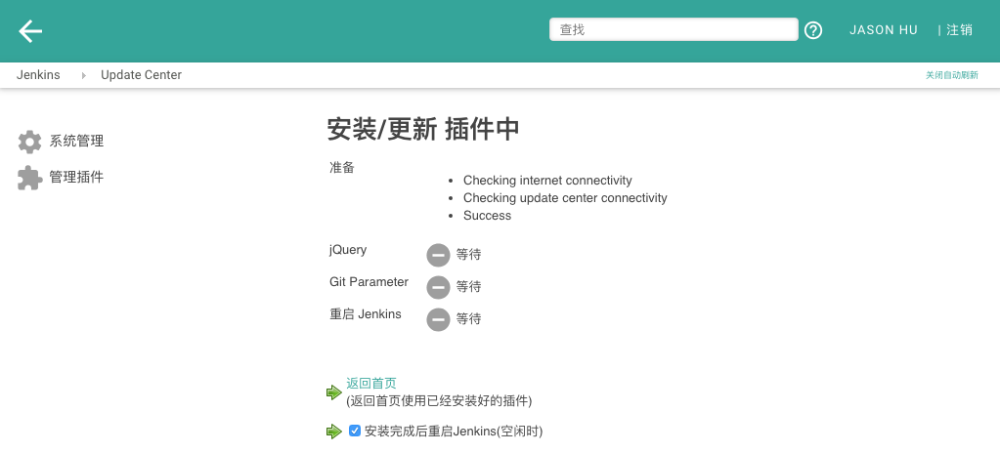 查找
JASON HU
| 注销
Jenkins
Update Center
关闭自动刷新
系统管理
管理插件
安装/更新 插件中
准备
Checking internet connectivity
Checking update center connectivity
Success
jQuery 等待
Git Parameter 等待
重启 Jenkins 等待
返回首页
(返回首页使用已经安装好的插件)
安装完成后重启Jenkins(空闲时)